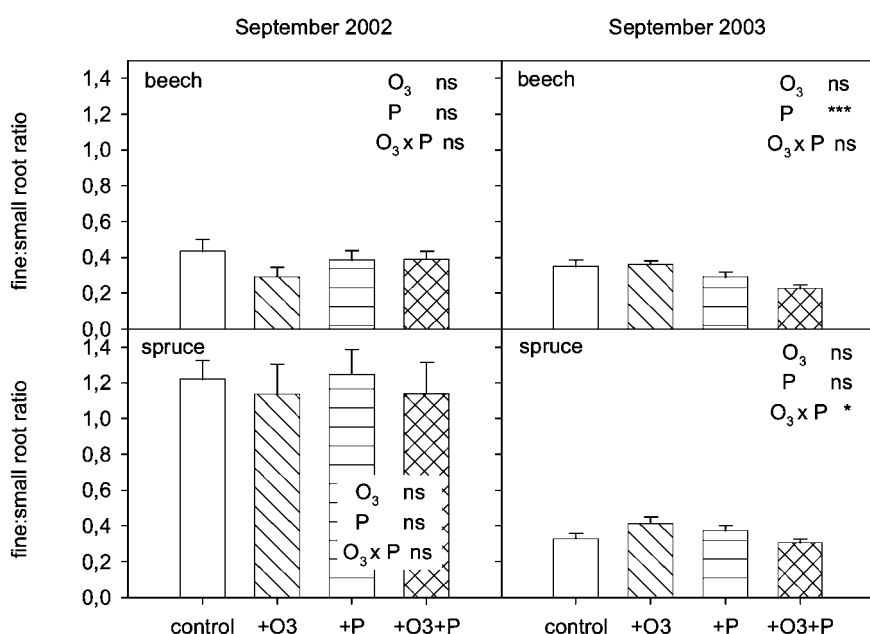 September 2002
September 2003
fine:small root ratio
1,4
1,2
1,0
0,8
0,6
0,4
0,2
0,0
beech
O₃ ns
P ns
O₃ x P ns
beech
O₃ ns
P ***
O₃ x P ns
fine:small root ratio
1,4
1,2
1,0
0,8
0,6
0,4
0,2
0,0
spruce
O₃ ns
P ns
O₃ x P ns
spruce
O₃ ns
P ns
O₃ x P *
control +O3 +P +O3+P
control +O3 +P +O3+P